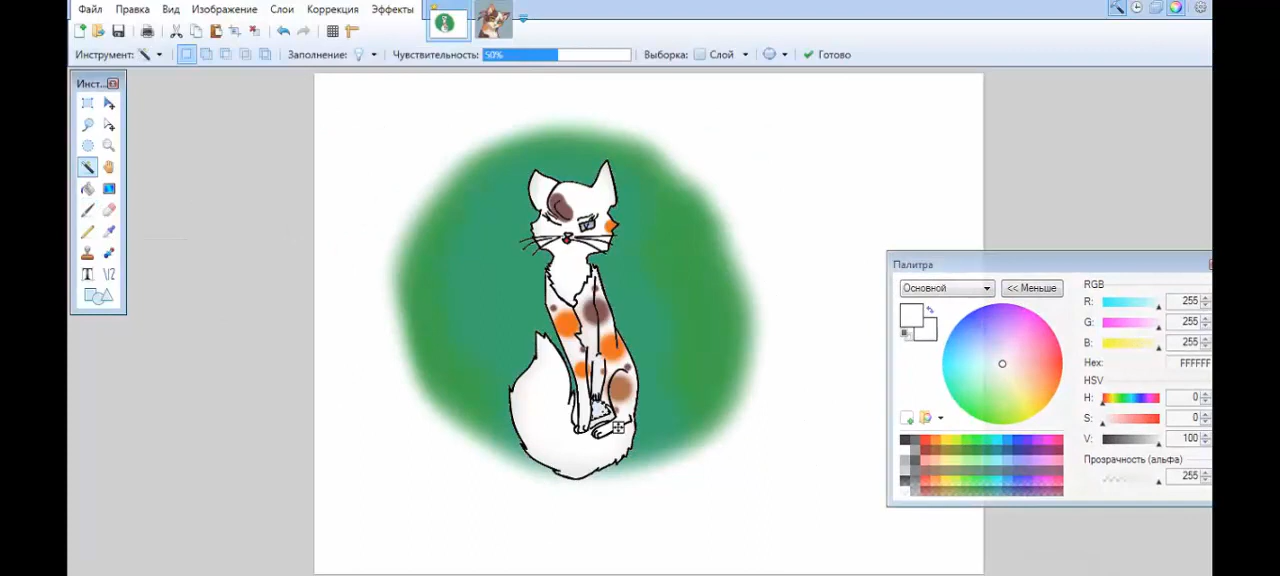 Файл Правка Вид Изображение Слои Коррекция Эффекты
Инструмент: Заполнение: Чувствительность: 50% Выборка: Слой Готово
Инст...
T
Палитра
Основной << Меньше
RGB
R: 255
G: 255
B: 255
Hex: FFFFFF
HSV
H: 0
S: 0
V: 100
Прозрачность (альфа)
255